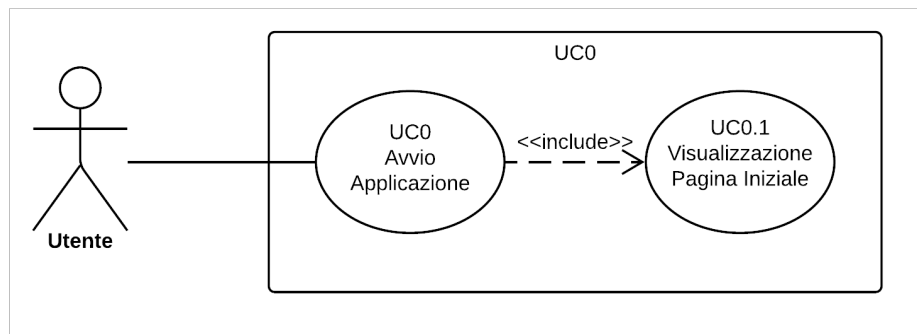 UC0
UC0
Avvio
Applicazione
<<include>>
UC0.1
Visualizzazione
Pagina Iniziale
Utente